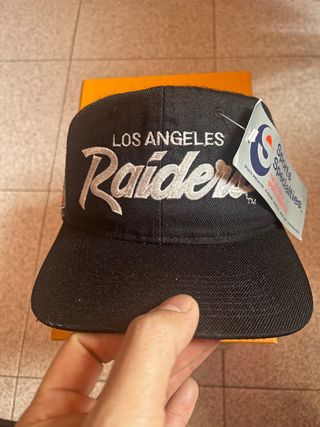 LOS ANGELES
Raiders
TM
Sports
Specialties